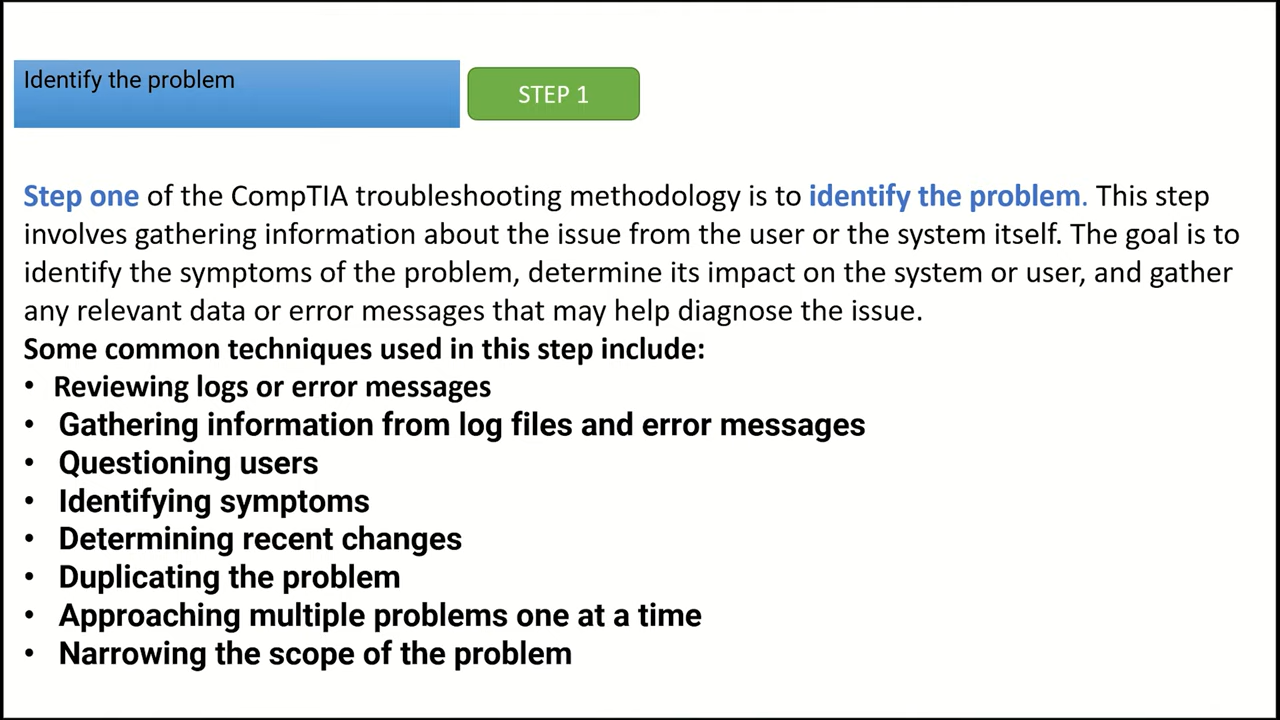 Identify the problem
STEP 1
Step one of the CompTIA troubleshooting methodology is to identify the problem. This step
involves gathering information about the issue from the user or the system itself. The goal is to
identify the symptoms of the problem, determine its impact on the system or user, and gather
any relevant data or error messages that may help diagnose the issue.
Some common techniques used in this step include:
• Reviewing logs or error messages
• Gathering information from log files and error messages
• Questioning users
• Identifying symptoms
• Determining recent changes
• Duplicating the problem
• Approaching multiple problems one at a time
• Narrowing the scope of the problem